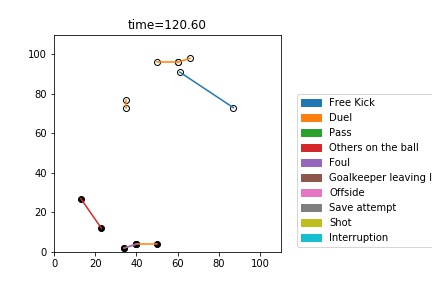 time=120.60
100
80
60
40
20
0
0 20 40 60 80 100
Free Kick
Duel
Pass
Others on the ball
Foul
Goalkeeper leaving l
Offside
Save attempt
Shot
Interruption